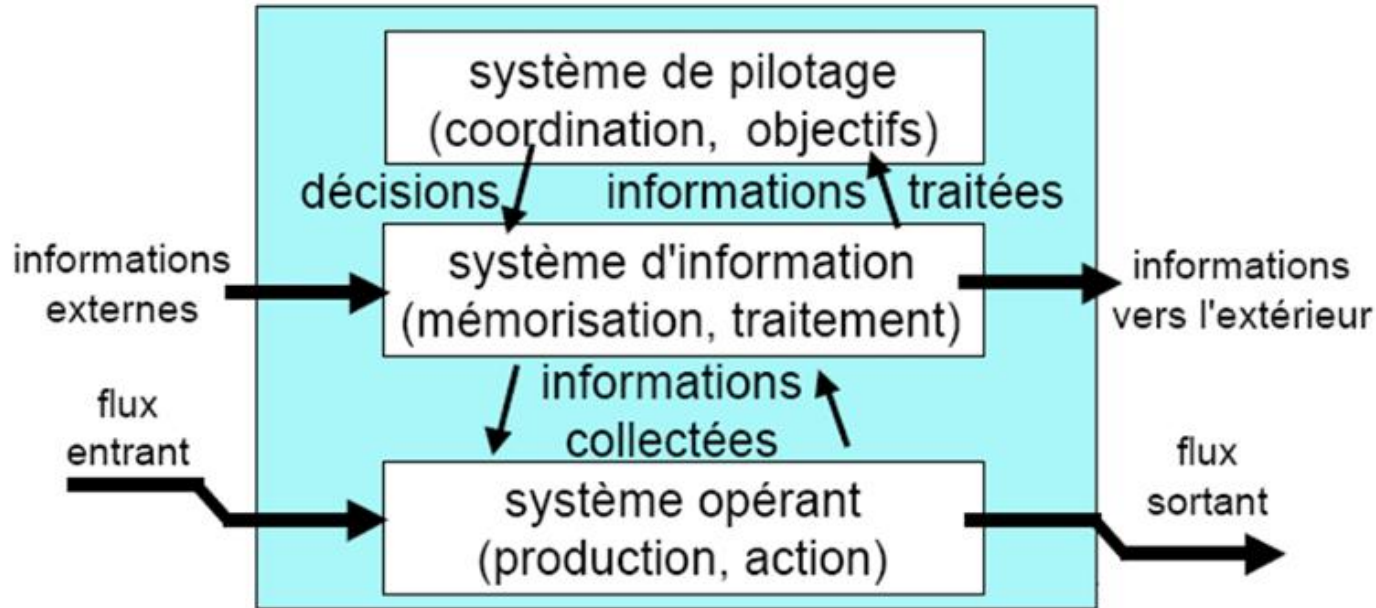 système de pilotage
(coordination, objectifs)
décisions
informations traitées
informations
externes
système d'information
(mémorisation, traitement)
informations
vers l'extérieur
informations
collectées
flux
entrant
système opérant
(production, action)
flux
sortant